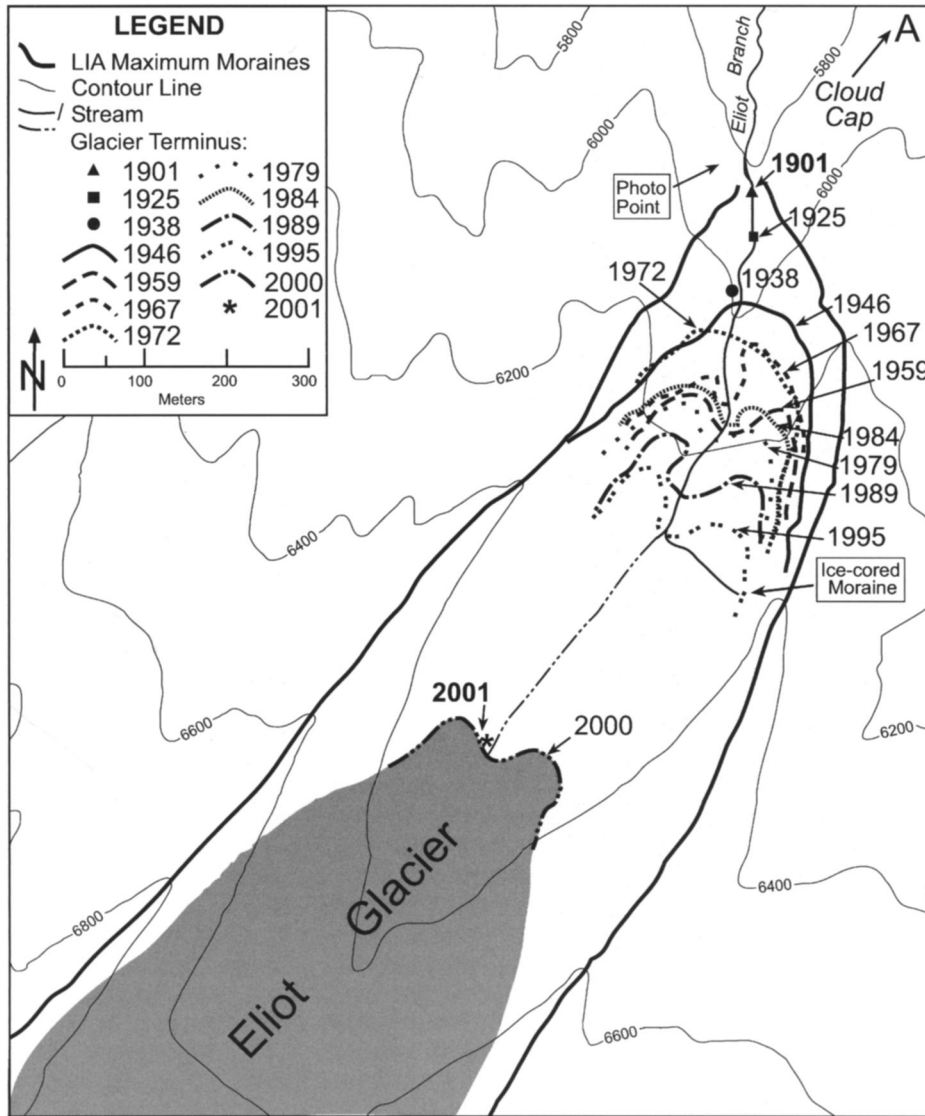 LEGEND
LIA Maximum Moraines
Contour Line
Stream
Glacier Terminus:
1901
1925
1938
1946
1959
1967
1972
1979
1984
1989
1995
2000
2001
N
0 100 200 300
Meters
A
Cloud
Cap
Eliot Branch
5800
5800
6000
6000
Photo
Point
1901
1925
1938
1972
1946
1967
1959
1984
1979
1989
1995
Ice-cored
Moraine
6200
6400
6600
6800
6200
6400
6600
2001
2000
Eliot Glacier